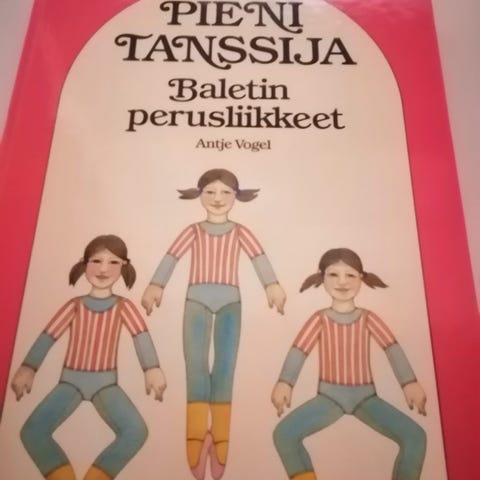 PIENI
TANSSIJA
Baletin
perusliikkeet
Antje Vogel